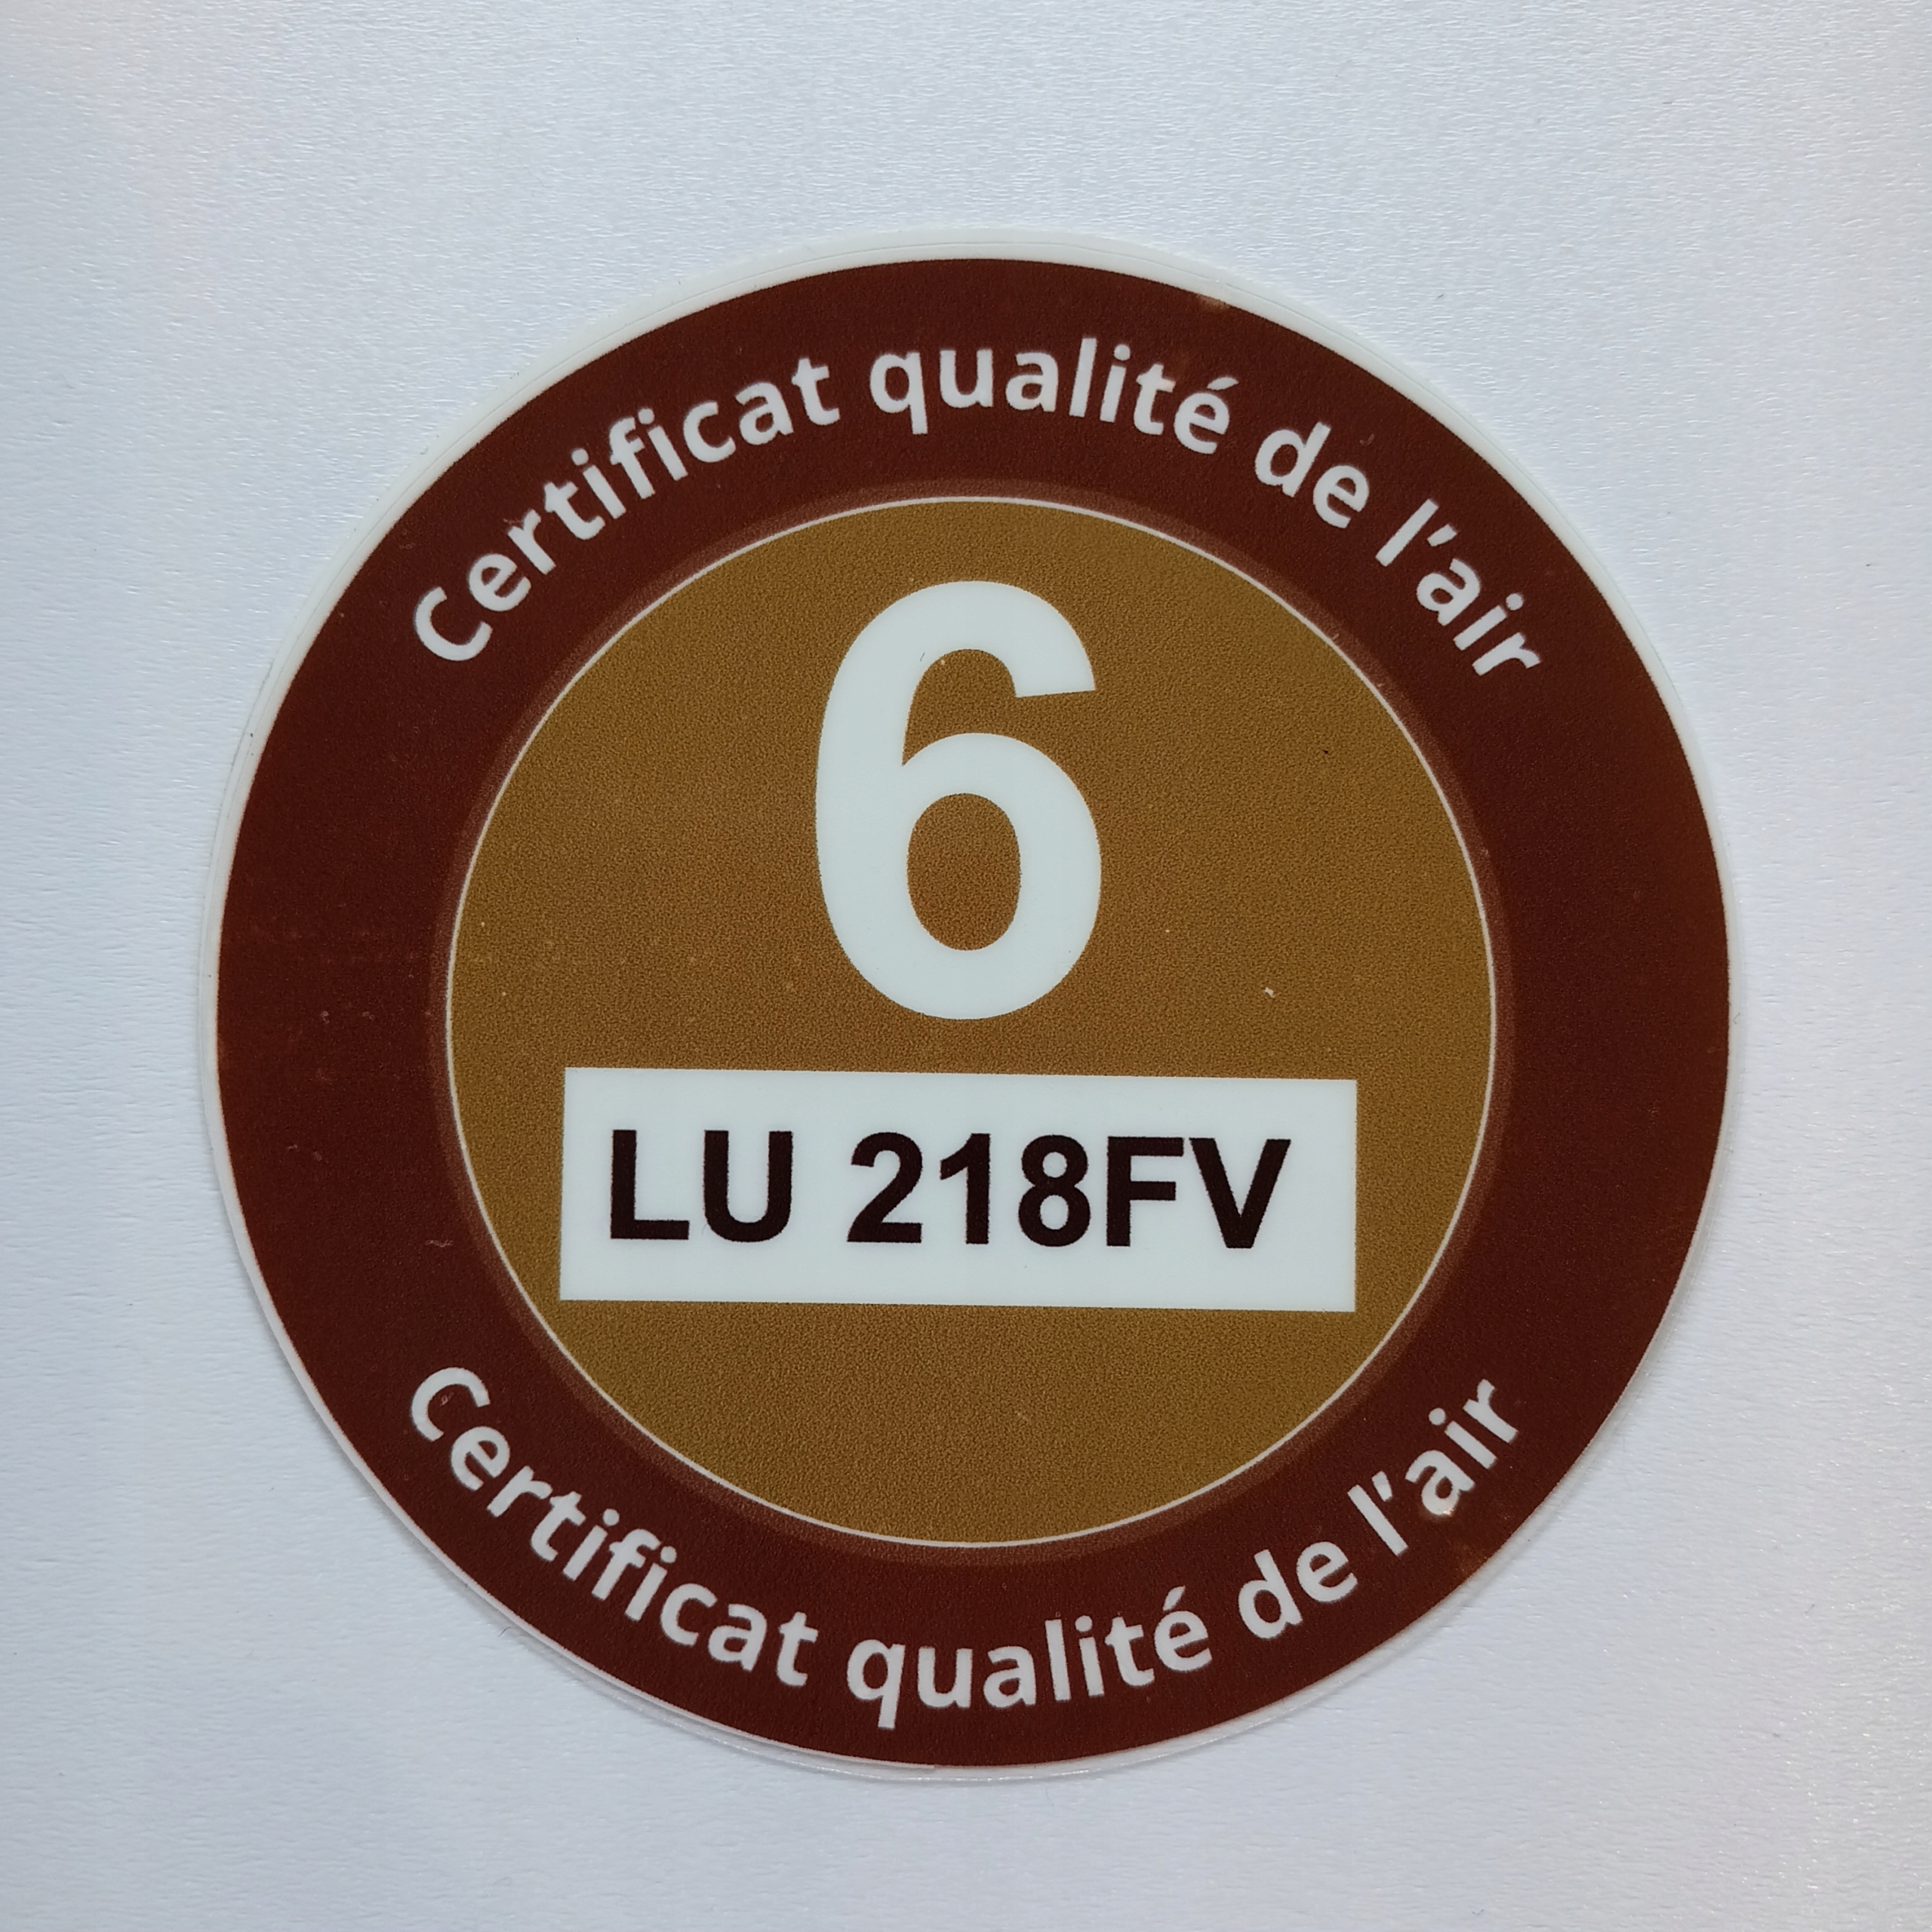 Certificat qualité de l'air
6
LU 218FV
Certificat qualité de l'air